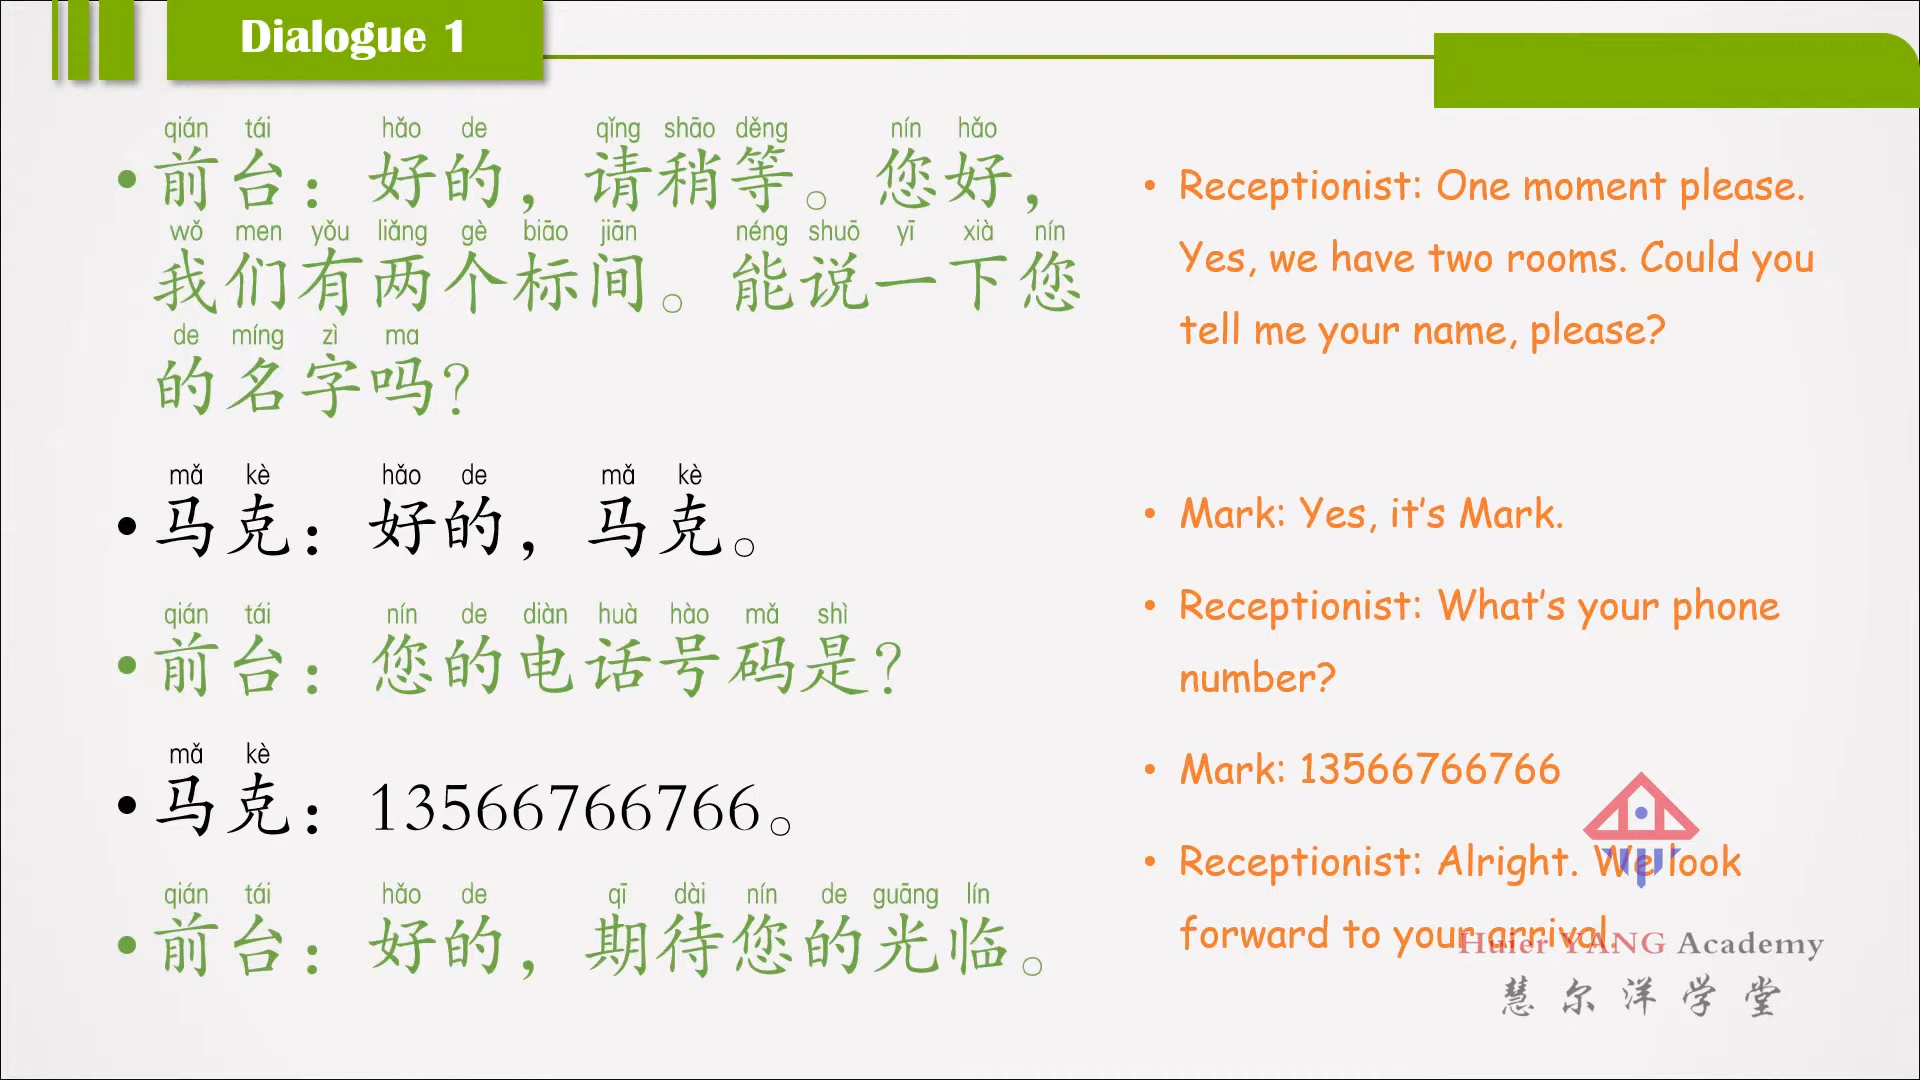 Dialogue 1
qián tái hǎo de qǐng shāo děng nín hǎo
• 前台：好的，请稍等。您好，
wǒ men yǒu liǎng gè biāo jiān néng shuō yī xià nín
我们有两个标间。能说一下您
de míng zì ma
的名字吗？
mǎ kè hǎo de mǎ kè
• 马克：好的，马克。
qián tái nín de diàn huà hào mǎ shì
• 前台：您的电话号码是？
mǎ kè
• 马克：13566766766。
qián tái hǎo de qī dài nín de guāng lín
• 前台：好的，期待您的光临。
• Receptionist: One moment please.
Yes, we have two rooms. Could you
tell me your name, please?
• Mark: Yes, it's Mark.
• Receptionist: What's your phone
number?
• Mark: 13566766766
• Receptionist: Alright. We look
forward to your arrival.
Huier YANG Academy
慧尔洋学堂